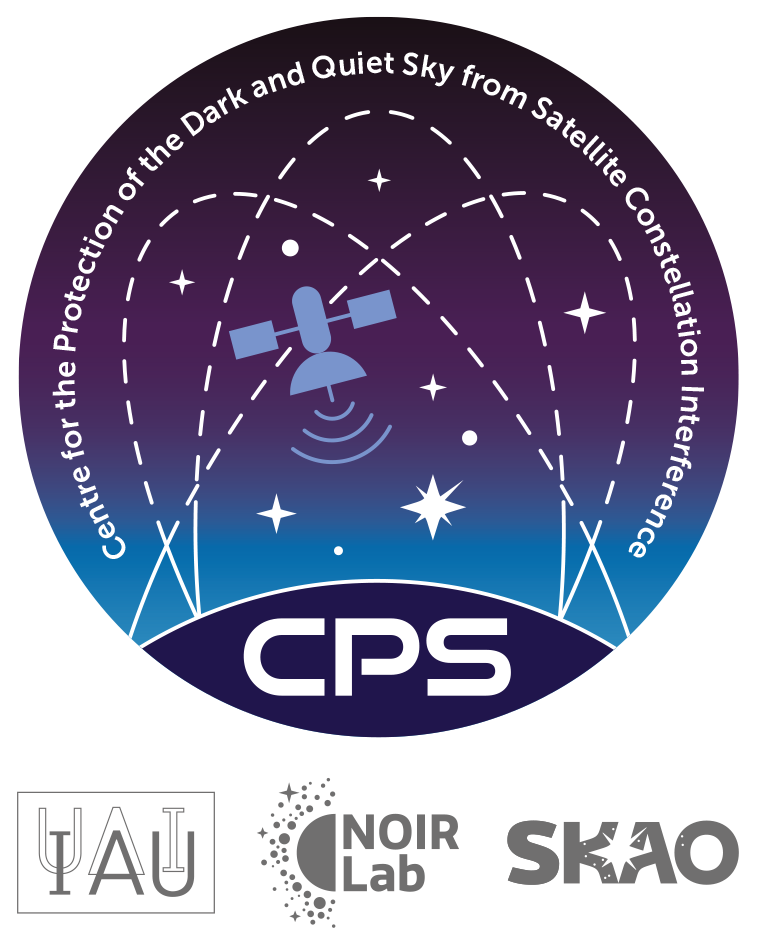 Centre for the Protection of the Dark and Quiet Sky from Satellite Constellation Interference
CPS
UAI
IAU
NOIR
Lab
SKAO